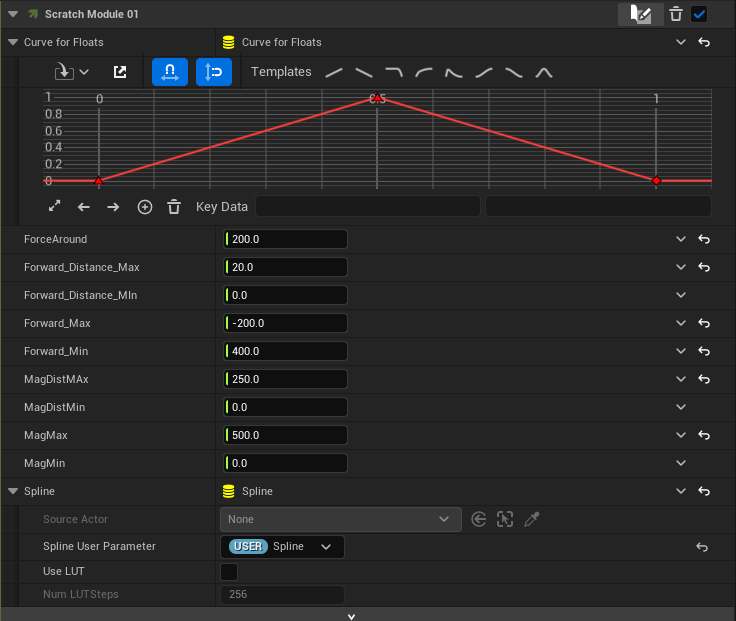 Scratch Module 01
Curve for Floats Curve for Floats
Templates
1 0 0.5 1
0.8
0.6
0.4
0.2
0
Key Data
ForceAround 200.0
Forward_Distance_Max 20.0
Forward_Distance_MIn 0.0
Forward_Max -200.0
Forward_Min 400.0
MagDistMAx 250.0
MagDistMin 0.0
MagMax 500.0
MagMin 0.0
Spline Spline
Source Actor None
Spline User Parameter USER Spline
Use LUT
Num LUTSteps 256